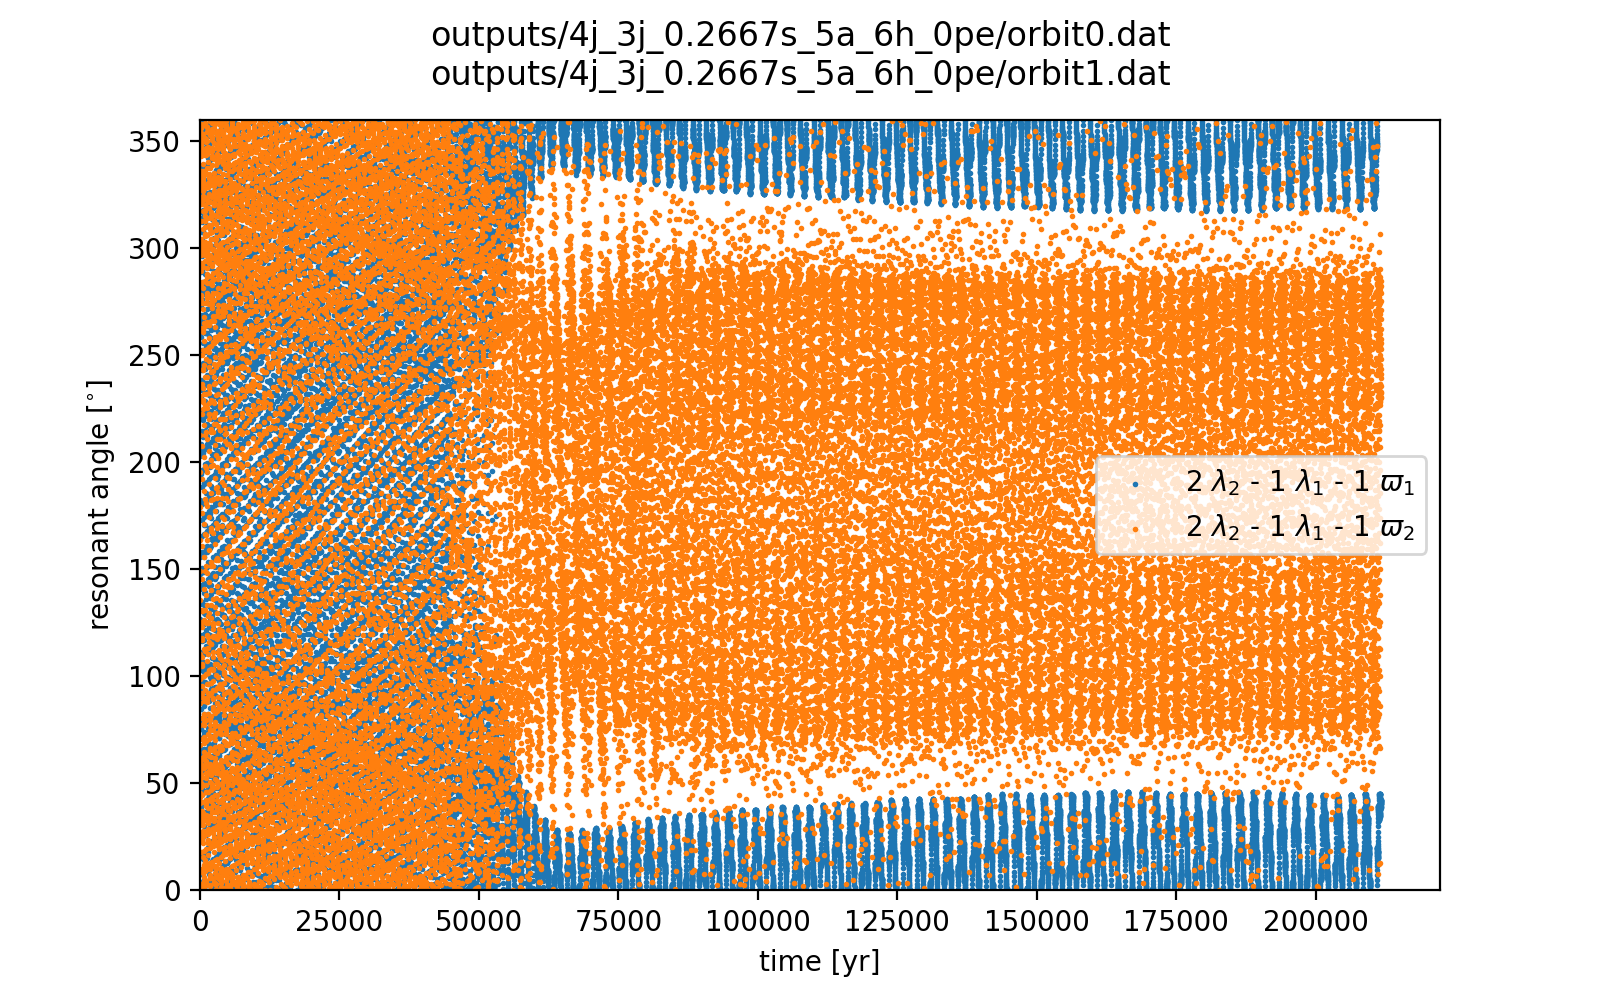 outputs/4j_3j_0.2667s_5a_6h_0pe/orbit0.dat
outputs/4j_3j_0.2667s_5a_6h_0pe/orbit1.dat
350
300
250
200
150
100
50
0
resonant angle [°]
2 λ₂ - 1 λ₁ - 1 ϖ₁
2 λ₂ - 1 λ₁ - 1 ϖ₂
0 25000 50000 75000 100000 125000 150000 175000 200000
time [yr]